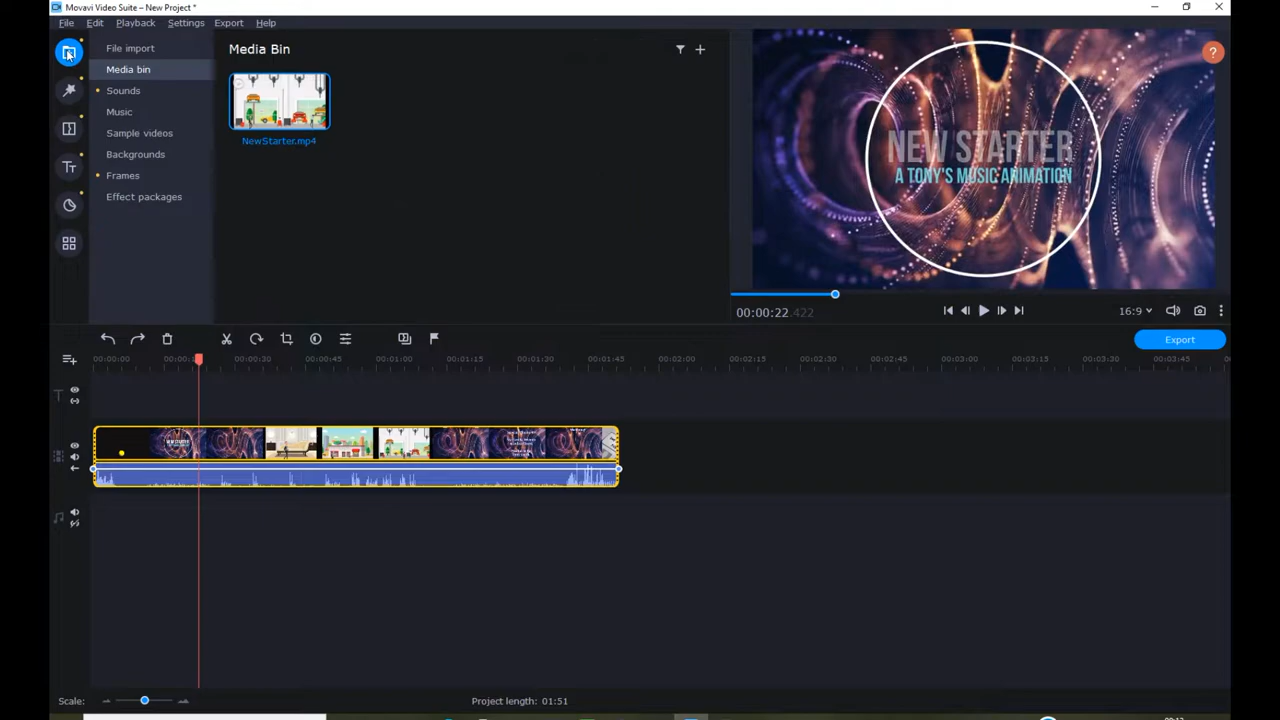 Movavi Video Suite – New Project *
File Edit Playback Settings Export Help
File import
Media bin
Sounds
Music
Sample videos
Backgrounds
Frames
Effect packages
Media Bin
NewStarter.mp4
NEW STARTER
A TONY'S MUSIC ANIMATION
?
00:00:22.422
16:9
Export
00:00:00 00:00:1 00:00:30 00:00:45 00:01:00 00:01:15 00:01:30 00:01:45 00:02:00 00:02:15 00:02:30 00:02:45 00:03:00 00:03:15 00:03:30 00:03:45
Scale:
Project length: 01:51